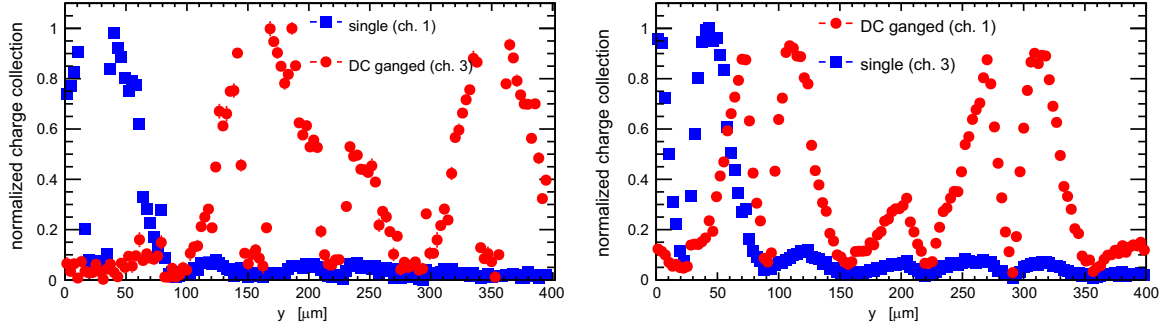 normalized charge collection
1
0.8
0.6
0.4
0.2
0
single (ch. 1)
DC ganged (ch. 3)
0 50 100 150 200 250 300 350 400
y [μm]
normalized charge collection
1
0.8
0.6
0.4
0.2
0
DC ganged (ch. 1)
single (ch. 3)
0 50 100 150 200 250 300 350 400
y [μm]